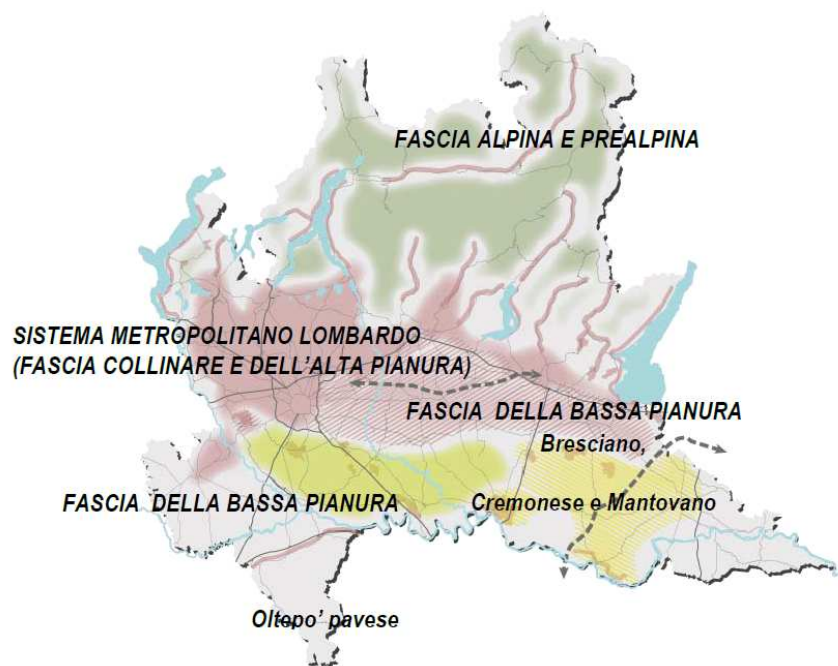 FASCIA ALPINA E PREALPINA
SISTEMA METROPOLITANO LOMBARDO
(FASCIA COLLINARE E DELL'ALTA PIANURA)
FASCIA DELLA BASSA PIANURA
Bresciano,
Cremonese e Mantovano
FASCIA DELLA BASSA PIANURA
Oltepo' pavese